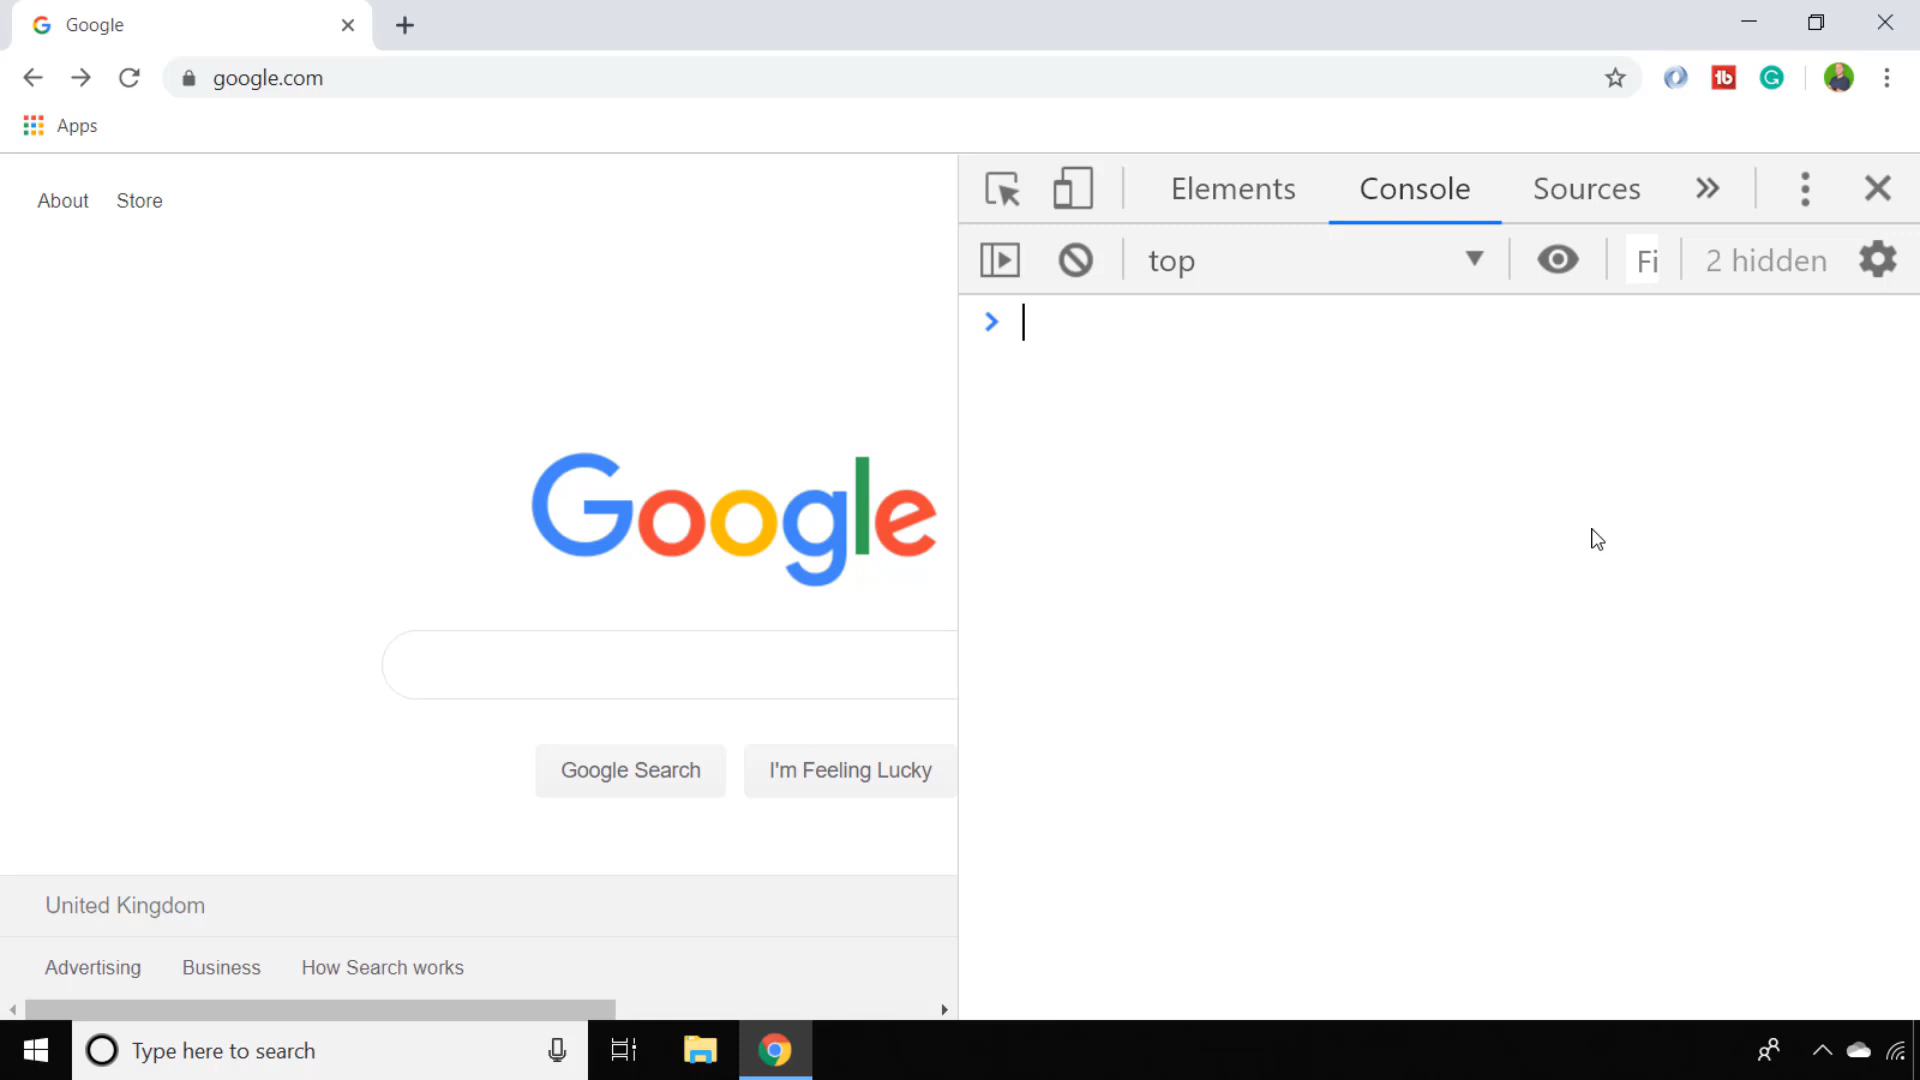 Google
google.com
Apps
About Store
Elements Console Sources
top Fi 2 hidden
Google
Google Search I'm Feeling Lucky
United Kingdom
Advertising Business How Search works
Type here to search